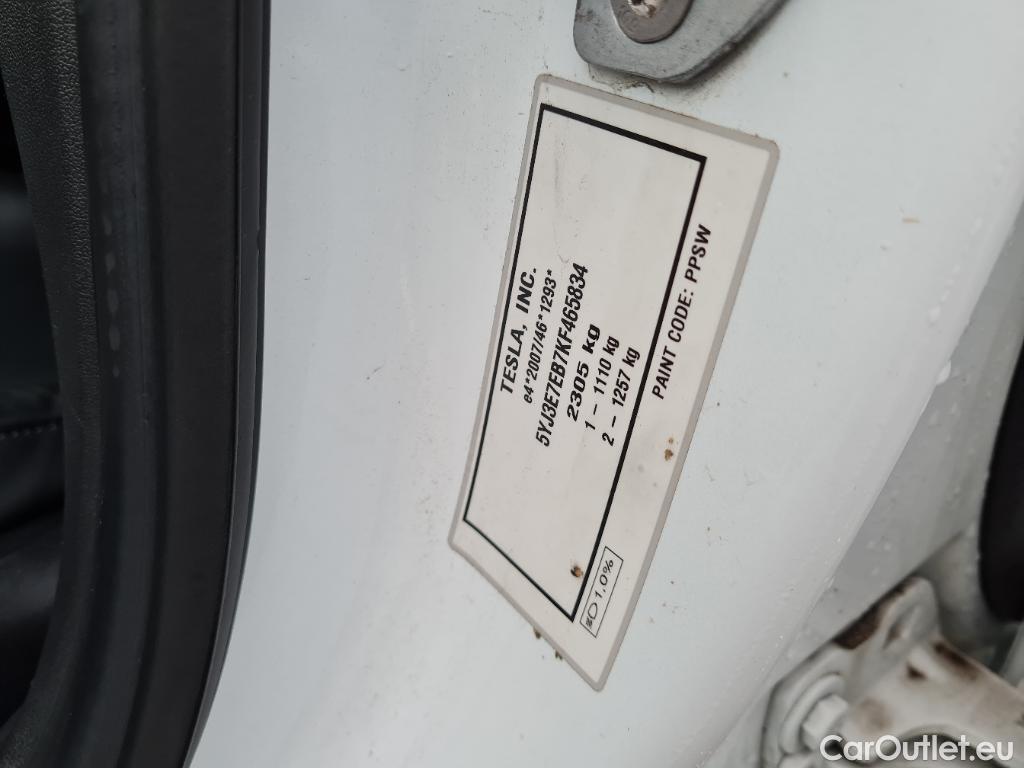 TESLA, INC.
e4*2007/46*1293*
5YJ3E7EB7KF465834
2305 kg
1 - 1110 kg
2 - 1257 kg
PAINT CODE: PPSW
1.0%
CarOutlet.eu